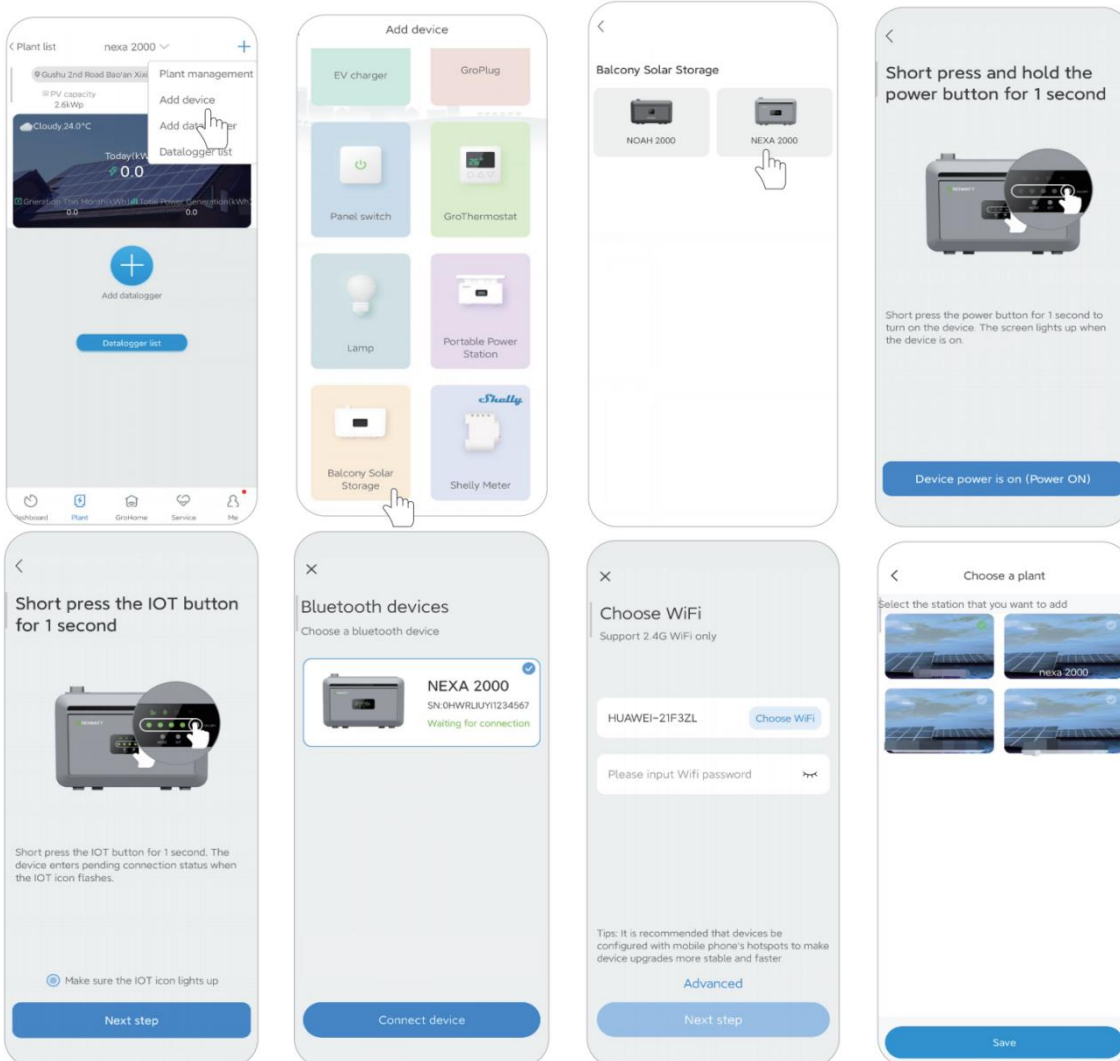 Plant list
nexa 2000
Gushu 2nd Road Bao'an Xixi
Plant management
PV capacity
2.6kWp
Add device
Cloudy,24.0°C
Datalogger list
0.0
0.0
0.0
Add datalogger
Datalogger list
Plant
GroHome
Service
Me
Add device
EV charger
GroPlug
Panel switch
GroThermostat
Lamp
Portable Power
Station
Shelly
Balcony Solar
Storage
Shelly Meter
Balcony Solar Storage
NOAH 2000
NEXA 2000
Short press and hold the
power button for 1 second
Short press the power button for 1 second to
turn on the device. The screen lights up when
the device is on.
Device power is on (Power ON)
Short press the IOT button
for 1 second
Short press the IOT button for 1 second. The
device enters pending connection status when
the IOT icon flashes.
Make sure the IOT icon lights up
Next step
Bluetooth devices
Choose a bluetooth device
NEXA 2000
SN:0HWRLIUYI1234567
Waiting for connection
Connect device
Choose WiFi
Support 2.4G WiFi only
HUAWEI-21F3ZL
Choose WiFi
Please input Wifi password
Tips: It is recommended that devices be
configured with mobile phone's hotspots to make
device upgrades more stable and faster
Advanced
Next step
Choose a plant
Select the station that you want to add
nexa 2000
Save